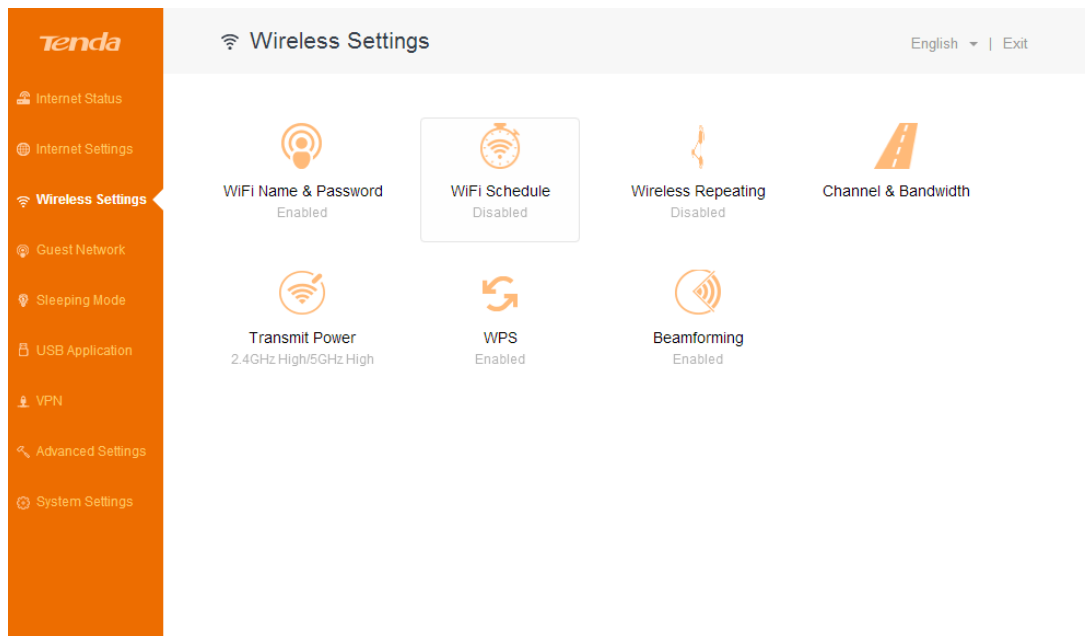 Tenda
Wireless Settings
English | Exit
Internet Status
Internet Settings
Wireless Settings
Guest Network
Sleeping Mode
USB Application
VPN
Advanced Settings
System Settings
WiFi Name & Password
Enabled
WiFi Schedule
Disabled
Wireless Repeating
Disabled
Channel & Bandwidth
Transmit Power
2.4GHz High/5GHz High
WPS
Enabled
Beamforming
Enabled